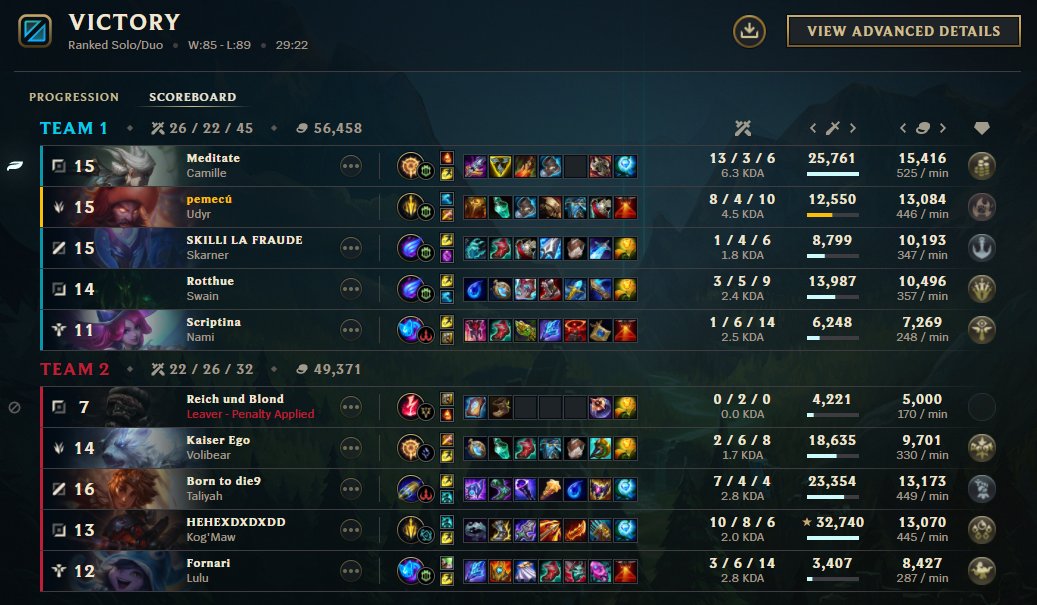 VICTORY
Ranked Solo/Duo • W:85 - L:89 • 29:22
VIEW ADVANCED DETAILS
PROGRESSION SCOREBOARD
TEAM 1 • 26 / 22 / 45 • 56,458
15 Meditate 13 / 3 / 6 25,761 15,416
Camille 6.3 KDA 525 / min
15 pemecú 8 / 4 / 10 12,550 13,084
Udyr 4.5 KDA 446 / min
15 SKILLI LA FRAUDE 1 / 4 / 6 8,799 10,193
Skarner 1.8 KDA 347 / min
14 Rotthue 3 / 5 / 9 13,987 10,496
Swain 2.4 KDA 357 / min
11 Scriptina 1 / 6 / 14 6,248 7,269
Nami 2.5 KDA 248 / min
TEAM 2 • 22 / 26 / 32 • 49,371
7 Reich und Blond 0 / 2 / 0 4,221 5,000
Leaver - Penalty Applied 0.0 KDA 170 / min
14 Kaiser Ego 2 / 6 / 8 18,635 9,701
Volibear 1.7 KDA 330 / min
16 Born to die9 7 / 4 / 4 23,354 13,173
Taliyah 2.8 KDA 449 / min
13 HEHEXDXDXDD 10 / 8 / 6 32,740 13,070
Kog'Maw 2.0 KDA 445 / min
12 Fornari 3 / 6 / 14 3,407 8,427
Lulu 2.8 KDA 287 / min